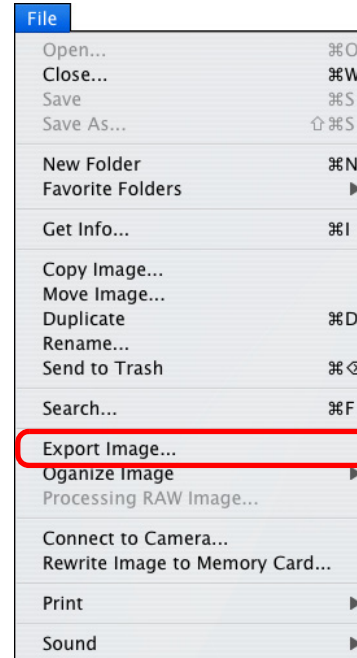 File
Open... ⌘O
Close... ⌘W
Save ⌘S
Save As... ⇧⌘S
New Folder ⌘N
Favorite Folders
Get Info... ⌘I
Copy Image...
Move Image...
Duplicate ⌘D
Rename...
Send to Trash ⌘⌫
Search... ⌘F
Export Image...
Oganize Image
Processing RAW Image...
Connect to Camera...
Rewrite Image to Memory Card...
Print
Sound